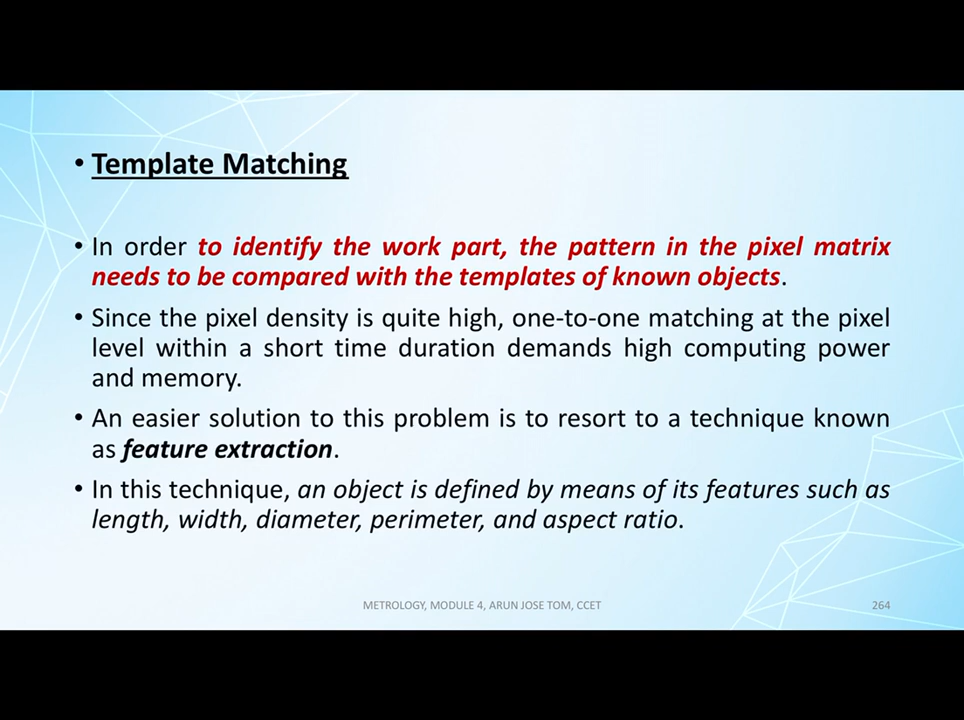 • Template Matching
• In order to identify the work part, the pattern in the pixel matrix
needs to be compared with the templates of known objects.
• Since the pixel density is quite high, one-to-one matching at the pixel
level within a short time duration demands high computing power
and memory.
• An easier solution to this problem is to resort to a technique known
as feature extraction.
• In this technique, an object is defined by means of its features such as
length, width, diameter, perimeter, and aspect ratio.
METROLOGY, MODULE 4, ARUN JOSE TOM, CCET
264